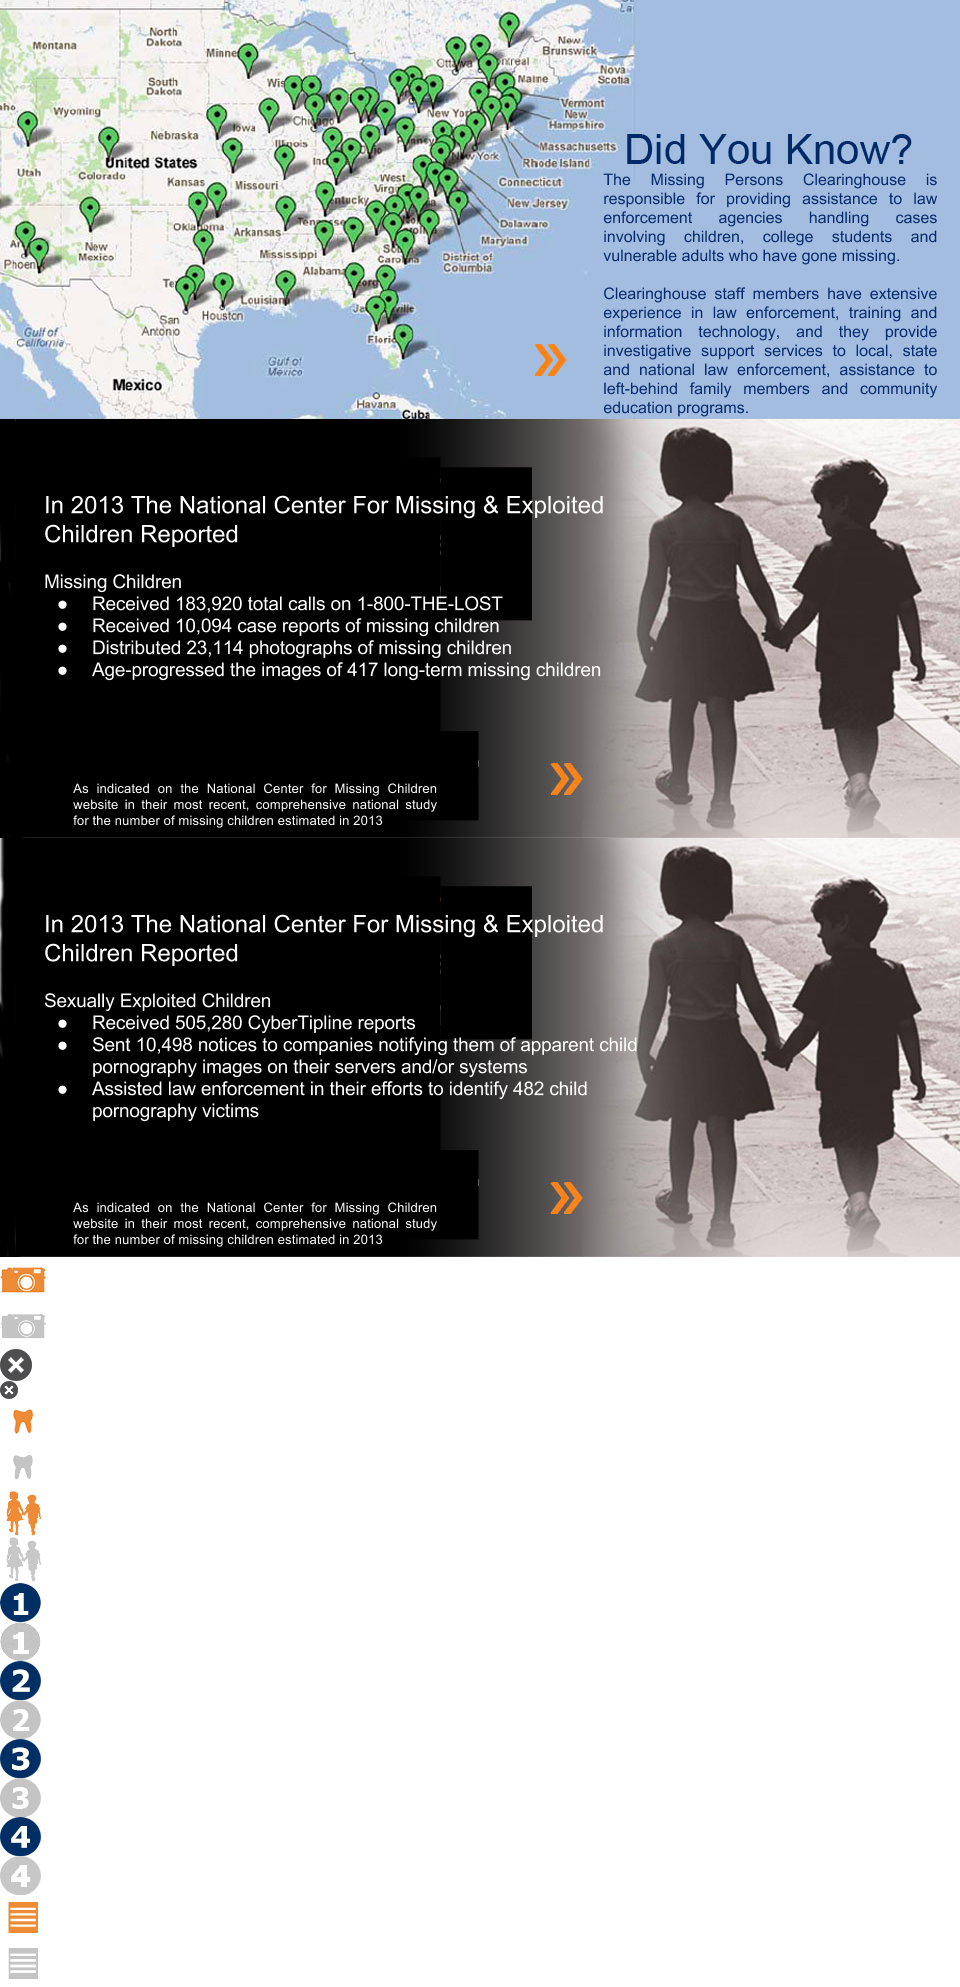 Montana
North
Dakota
Minne
New
Brunswick
Nova
Scotia
Ottawa
ntreal
Maine
South
Dakota
Wis
aho
Wyoming
Vermont
New
Hampshire
Nebraska
Iowa
Chicago
New York
Massachusetts
Rhode Island
Illinois
Ind
Ohio
Penns
New York
United States
Utah
Colorado
Kansas
Missouri
West
Virg
Connecticut
New Jersey
Kentucky
Delaware
Maryland
Oklahoma
Arkansas
Tennessee
District of
Columbia
New
Mexico
Phoeni
Mississippi
Alabama
Carolina
Te
Louisiana
Houston
San
Antonio
Florid
Gulf of
California
Gulf of
Mexico
Mexico
Havana
Cuba
Did You Know?
The Missing Persons Clearinghouse is
responsible for providing assistance to law
enforcement agencies handling cases
involving children, college students and
vulnerable adults who have gone missing.
Clearinghouse staff members have extensive
experience in law enforcement, training and
information technology, and they provide
investigative support services to local, state
and national law enforcement, assistance to
left-behind family members and community
education programs.
In 2013 The National Center For Missing & Exploited
Children Reported
Missing Children
● Received 183,920 total calls on 1-800-THE-LOST
● Received 10,094 case reports of missing children
● Distributed 23,114 photographs of missing children
● Age-progressed the images of 417 long-term missing children
As indicated on the National Center for Missing Children
website in their most recent, comprehensive national study
for the number of missing children estimated in 2013
In 2013 The National Center For Missing & Exploited
Children Reported
Sexually Exploited Children
● Received 505,280 CyberTipline reports
● Sent 10,498 notices to companies notifying them of apparent child
pornography images on their servers and/or systems
● Assisted law enforcement in their efforts to identify 482 child
pornography victims
As indicated on the National Center for Missing Children
website in their most recent, comprehensive national study
for the number of missing children estimated in 2013
1
1
2
2
3
3
4
4